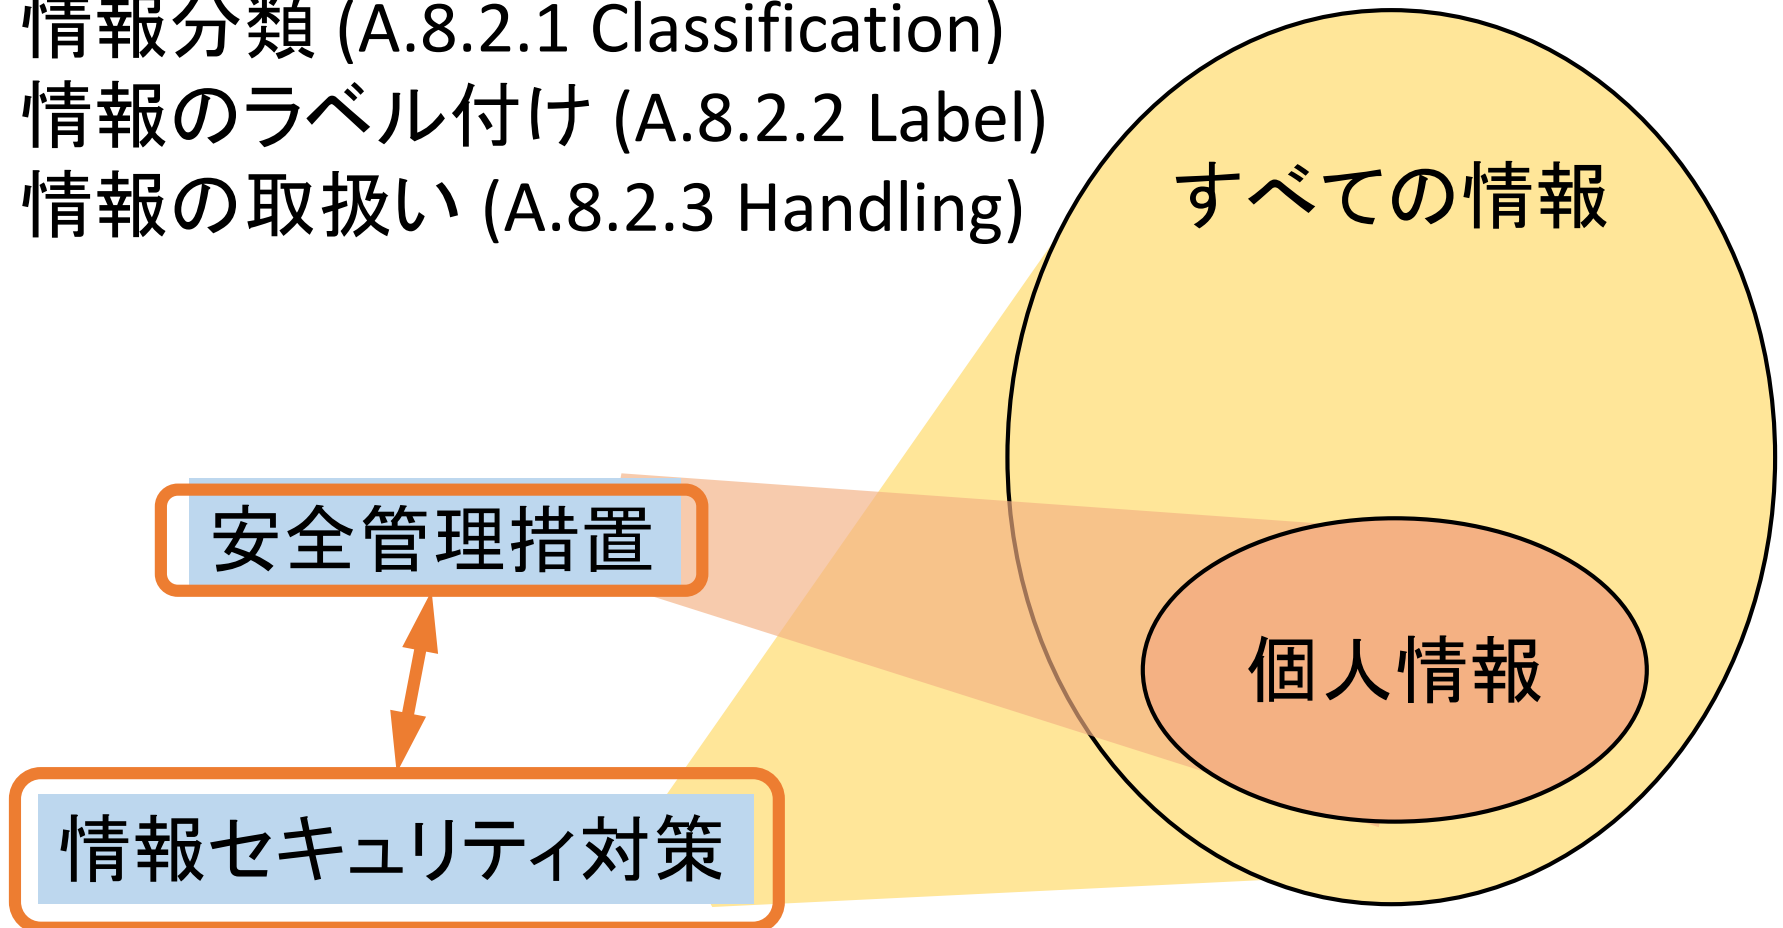 情報分類 (A.8.2.1 Classification)
情報のラベル付け (A.8.2.2 Label)
情報の取扱い (A.8.2.3 Handling)
すべての情報
安全管理措置
個人情報
情報セキュリティ対策